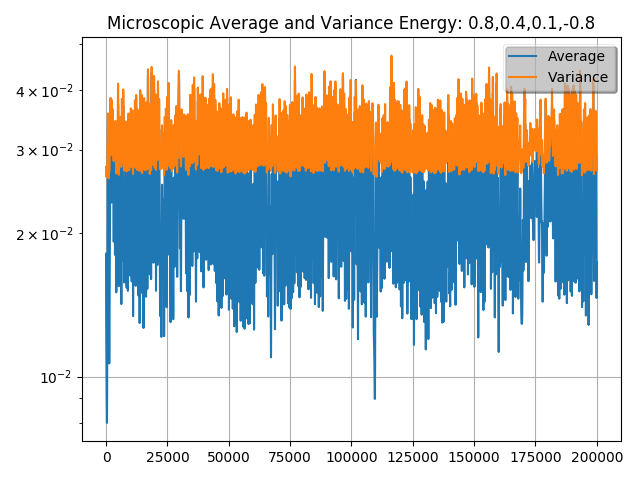 Microscopic Average and Variance Energy: 0.8,0.4,0.1,-0.8
Average
Variance
4 × 10⁻²
3 × 10⁻²
2 × 10⁻²
10⁻²
0 25000 50000 75000 100000 125000 150000 175000 200000